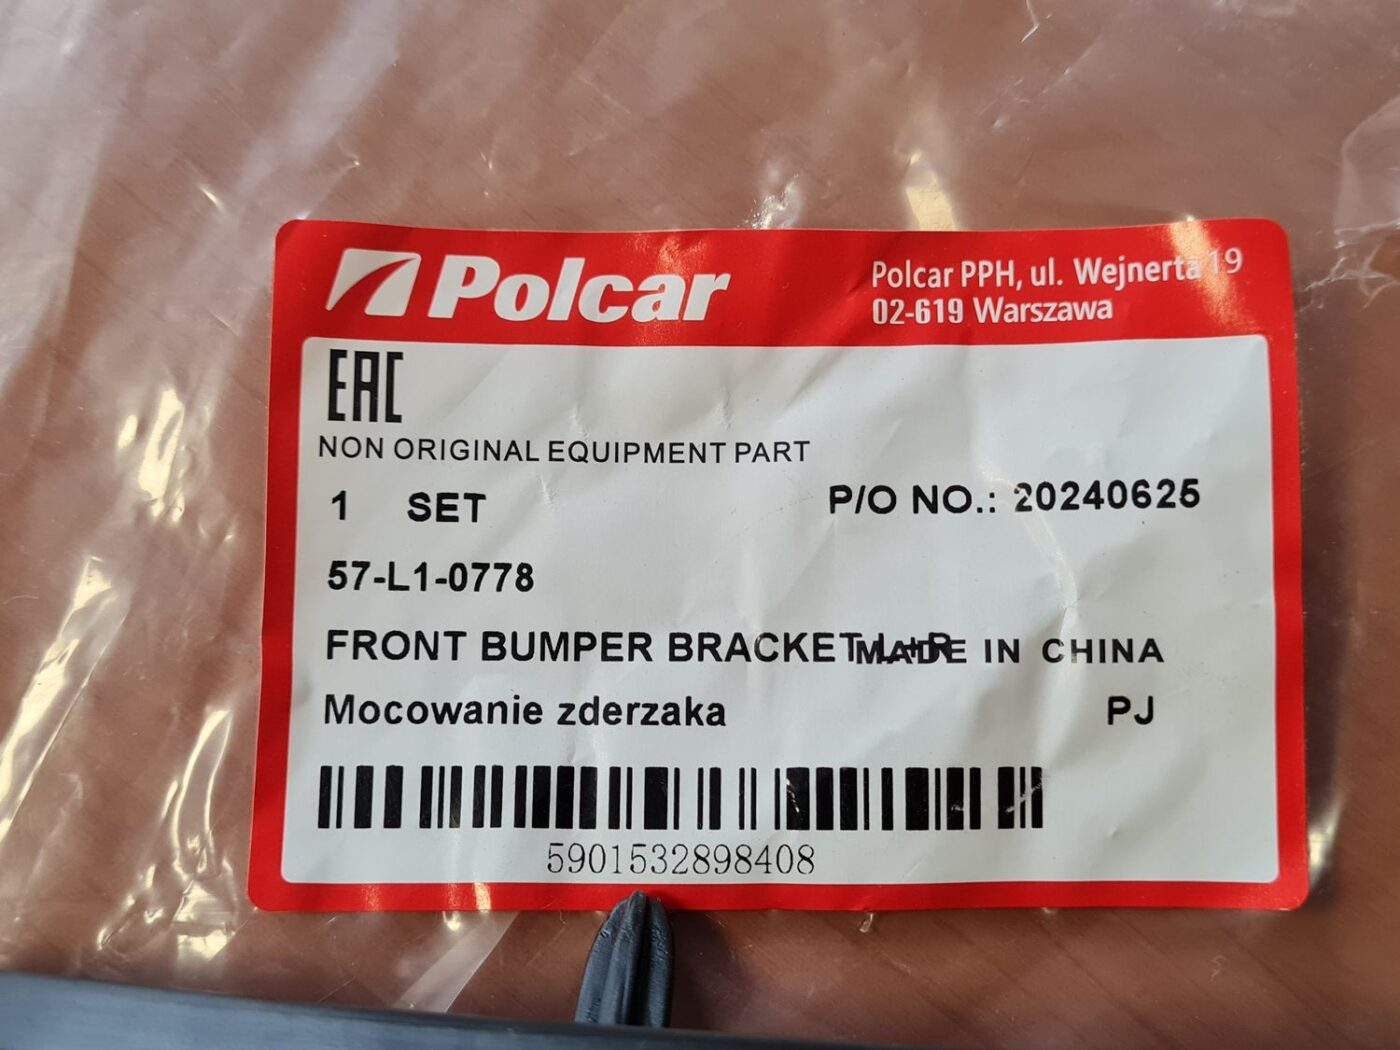 Polcar
Polcar PPH, ul. Wejnerta 19
02-619 Warszawa
EAC
NON ORIGINAL EQUIPMENT PART
1 SET
P/O NO.: 20240625
57-L1-0778
FRONT BUMPER BRACKET L+R MADE IN CHINA
Mocowanie zderzaka
PJ
5901532898408